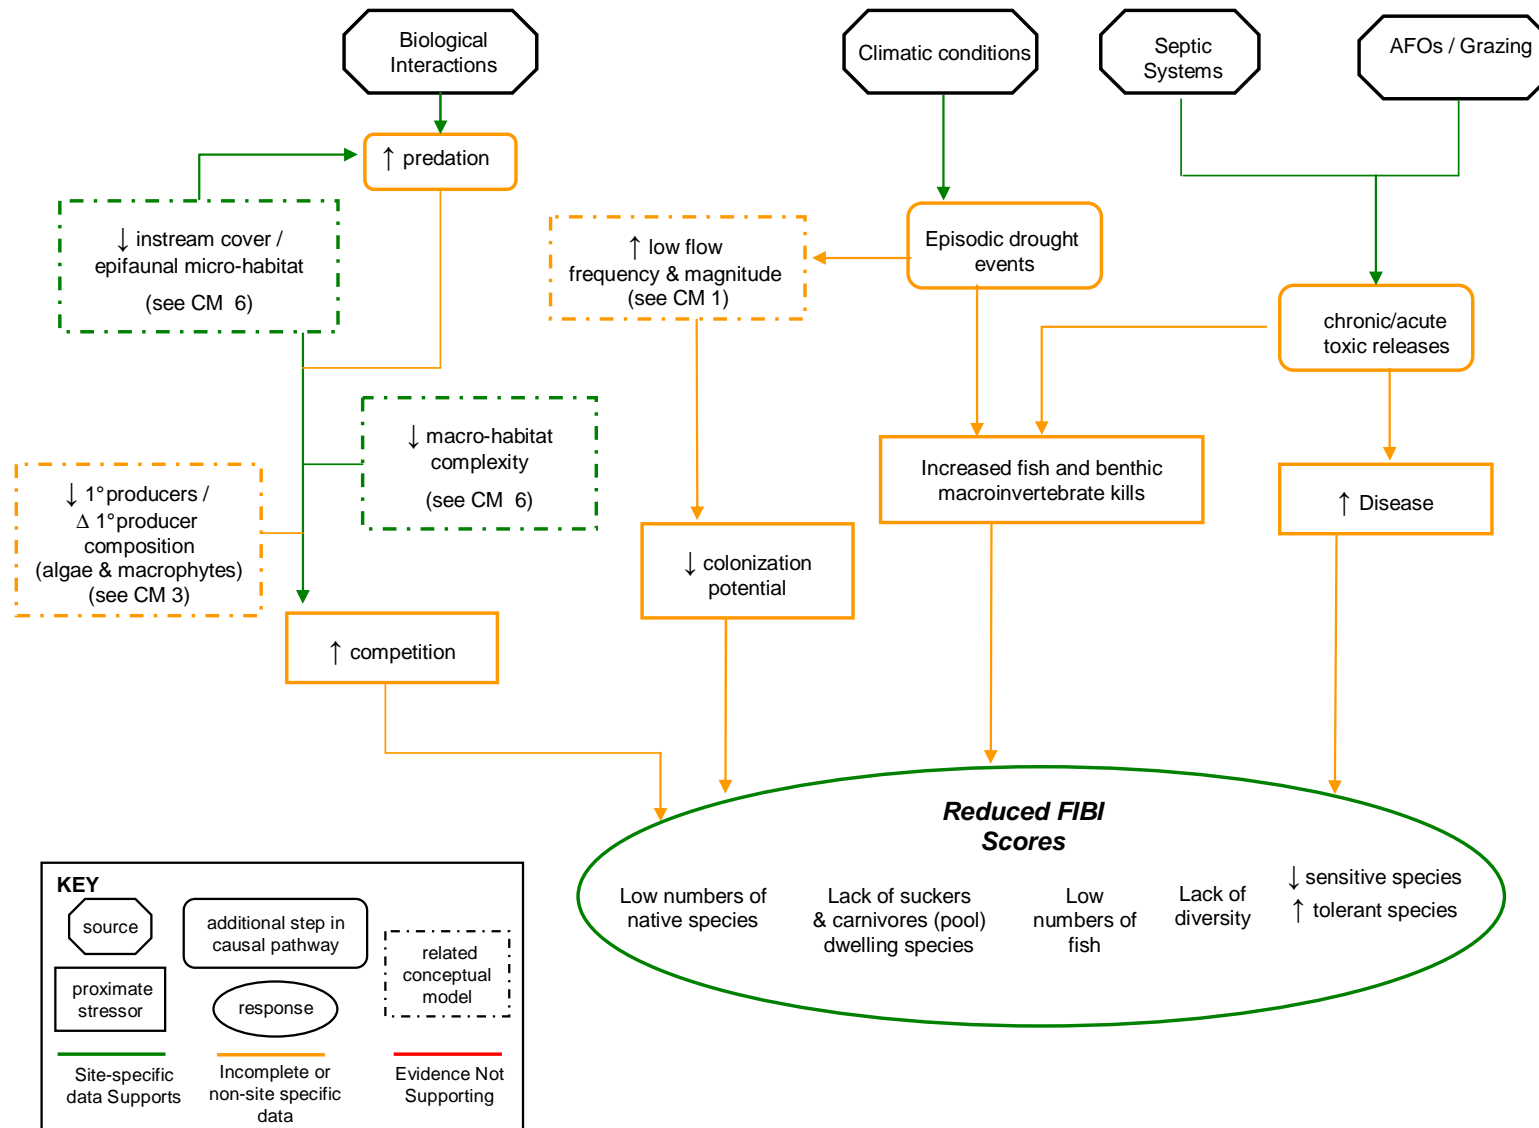 Biological
Interactions
Climatic conditions
Septic
Systems
AFOs / Grazing
↑ predation
↓ instream cover /
epifaunal micro-habitat
(see CM 6)
↑ low flow
frequency & magnitude
(see CM 1)
Episodic drought
events
chronic/acute
toxic releases
↓ macro-habitat
complexity
(see CM 6)
↓ 1° producers /
Δ 1° producer
composition
(algae & macrophytes)
(see CM 3)
Increased fish and benthic
macroinvertebrate kills
↑ Disease
↓ colonization
potential
↑ competition
Reduced FIBI
Scores
Low numbers of
native species
Lack of suckers
& carnivores (pool)
dwelling species
Low
numbers of
fish
Lack of
diversity
↓ sensitive species
↑ tolerant species
KEY
source
additional step in
causal pathway
related
conceptual
model
proximate
stressor
response
Site-specific
data Supports
Incomplete or
non-site specific
data
Evidence Not
Supporting